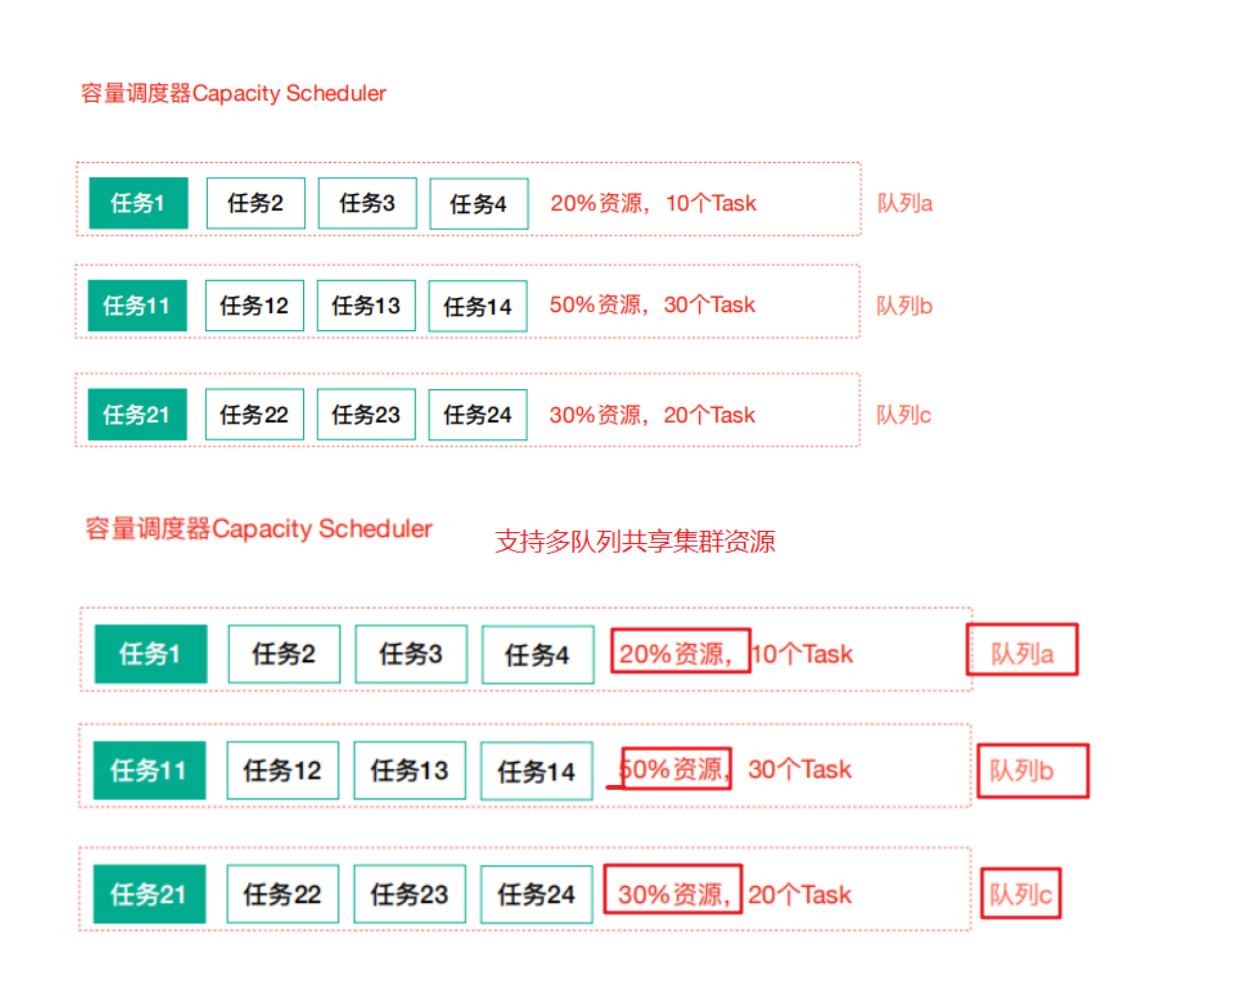 容量调度器Capacity Scheduler
任务1 任务2 任务3 任务4 20%资源，10个Task 队列a
任务11 任务12 任务13 任务14 50%资源，30个Task 队列b
任务21 任务22 任务23 任务24 30%资源，20个Task 队列c
容量调度器Capacity Scheduler 支持多队列共享集群资源
任务1 任务2 任务3 任务4 20%资源，10个Task 队列a
任务11 任务12 任务13 任务14 50%资源，30个Task 队列b
任务21 任务22 任务23 任务24 30%资源，20个Task 队列c